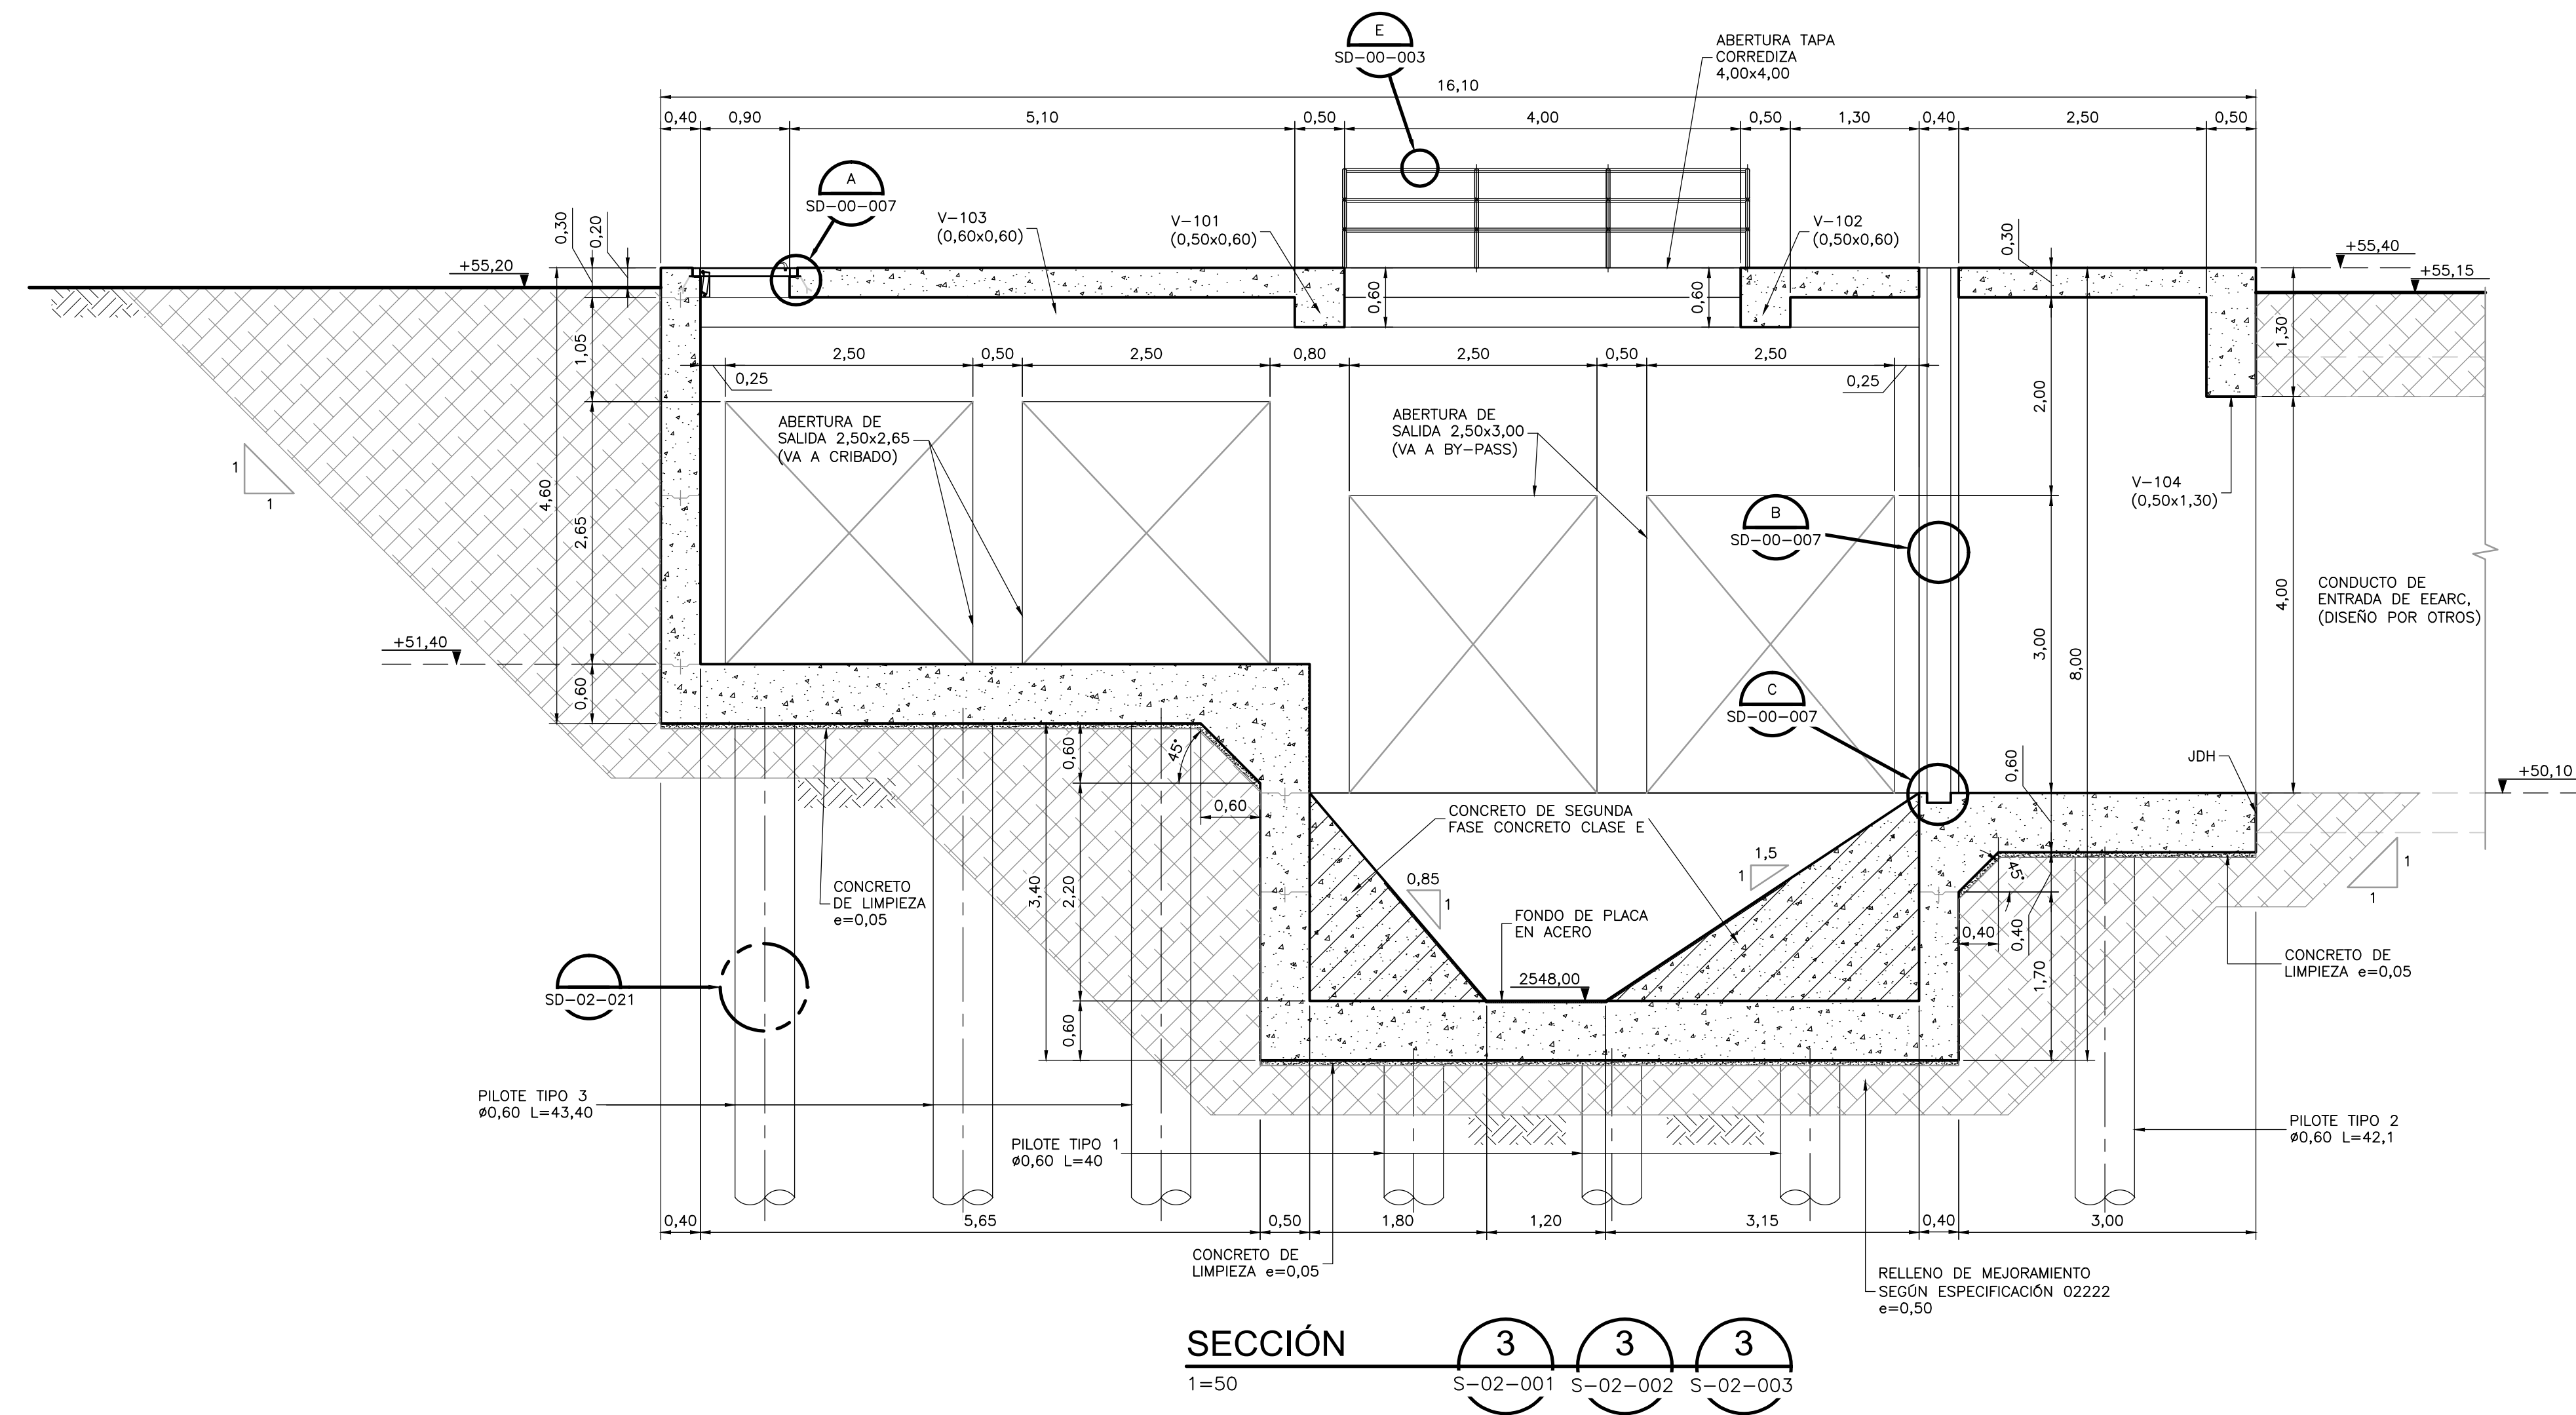 E
SD-00-003
ABERTURA TAPA
CORREDIZA
4,00x4,00
16,10
0,40
0,90
5,10
0,50
4,00
0,50
1,30
0,40
2,50
0,50
A
SD-00-007
V-103
(0,60x0,60)
V-101
(0,50x0,60)
V-102
(0,50x0,60)
0,30
0,20
0,30
+55,20
+55,40
+55,15
0,60
0,60
1,30
1,05
2,50
0,50
2,50
0,80
2,50
0,50
2,50
0,25
0,25
2,00
ABERTURA DE
SALIDA 2,50x2,65
(VA A CRIBADO)
ABERTURA DE
SALIDA 2,50x3,00
(VA A BY-PASS)
1
1
4,60
2,65
V-104
(0,50x1,30)
B
SD-00-007
CONDUCTO DE
ENTRADA DE EEARC,
(DISEÑO POR OTROS)
4,00
3,00
8,00
+51,40
0,60
C
SD-00-007
0,60
45°
0,60
JDH
0,60
+50,10
CONCRETO DE SEGUNDA
FASE CONCRETO CLASE E
1,5
1
0,85
1
45°
1
1
CONCRETO
DE LIMPIEZA
e=0,05
3,40
2,20
FONDO DE PLACA
EN ACERO
0,40
0,40
CONCRETO DE
LIMPIEZA e=0,05
2548,00
1,70
SD-02-021
0,60
PILOTE TIPO 3
ø0,60 L=43,40
PILOTE TIPO 1
ø0,60 L=40
PILOTE TIPO 2
ø0,60 L=42,1
0,40
5,65
0,50
1,80
1,20
3,15
0,40
3,00
CONCRETO DE
LIMPIEZA e=0,05
RELLENO DE MEJORAMIENTO
SEGÚN ESPECIFICACIÓN 02222
e=0,50
SECCIÓN
1=50
3
S-02-001
3
S-02-002
3
S-02-003